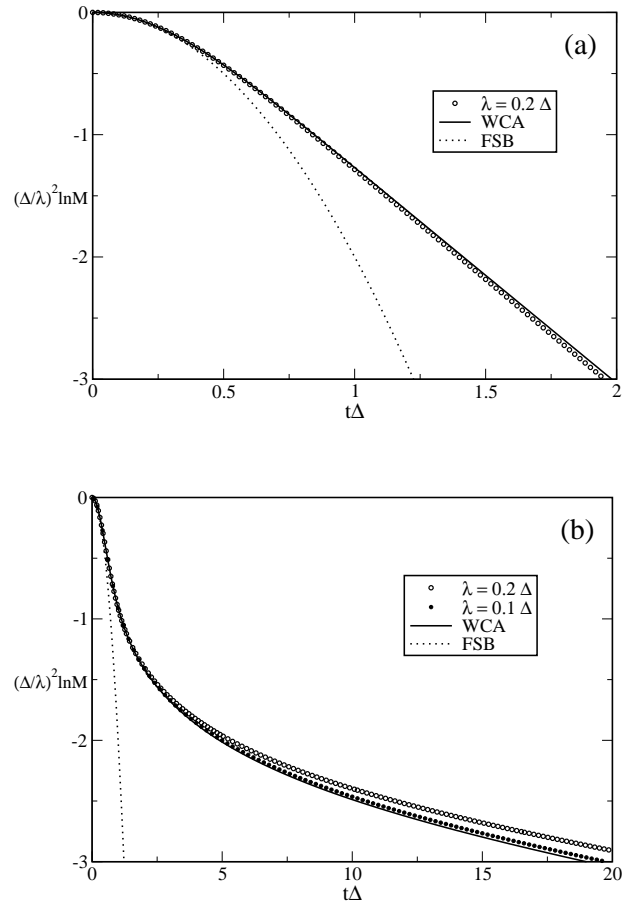 0
(a)
λ = 0.2 Δ
WCA
FSB
-1
(Δ/λ)²lnM
-2
-3
0 0.5 1 1.5 2
tΔ
0
(b)
λ = 0.2 Δ
λ = 0.1 Δ
WCA
FSB
-1
(Δ/λ)²lnM
-2
-3
0 5 10 15 20
tΔ